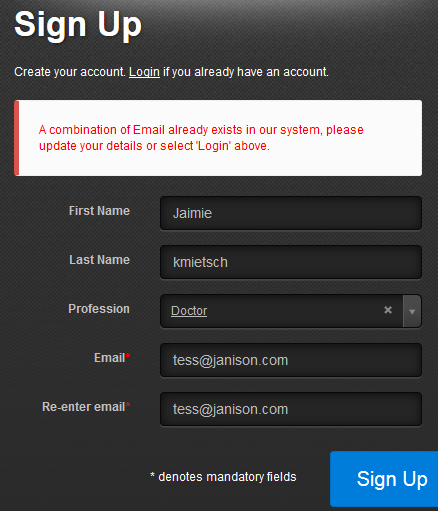 Sign Up
Create your account. Login if you already have an account.
A combination of Email already exists in our system, please
update your details or select 'Login' above.
First Name Jaimie
Last Name kmietsch
Profession Doctor ×
Email* tess@janison.com
Re-enter email* tess@janison.com
* denotes mandatory fields Sign Up